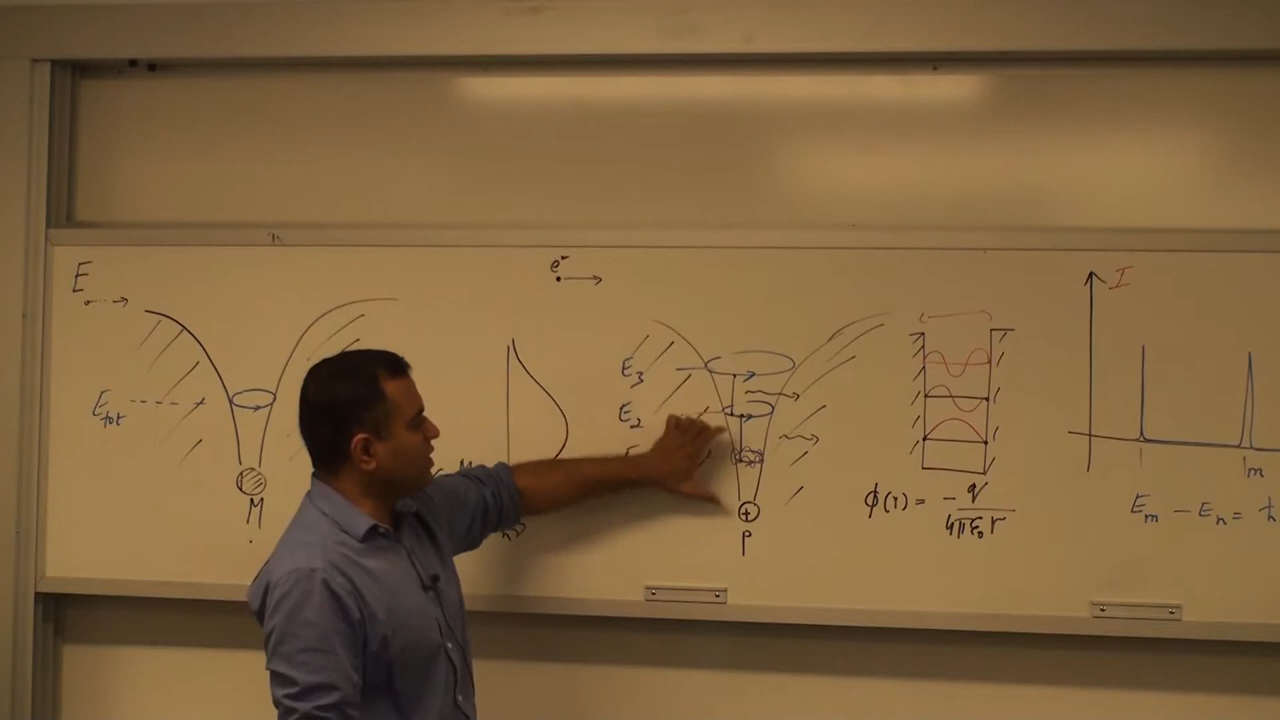 E
E_tot
M
e⁻
E_3
E_2
+
P
φ(r) = - q / 4πε₀r
I
m
E_m - E_n = ħ